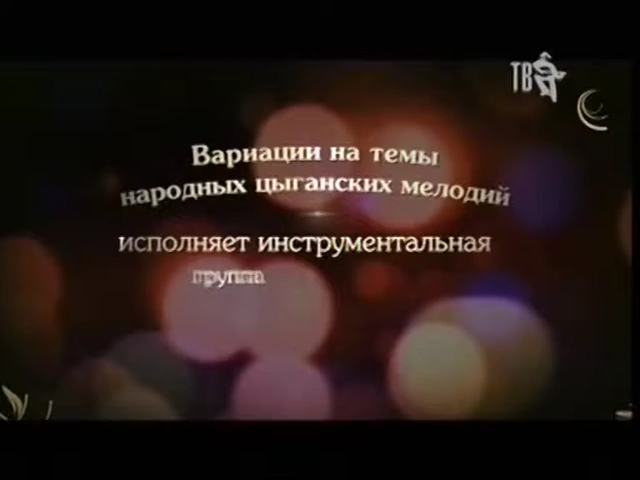 ТВ
Вариации на темы
народных цыганских мелодий
исполняет инструментальная
группа